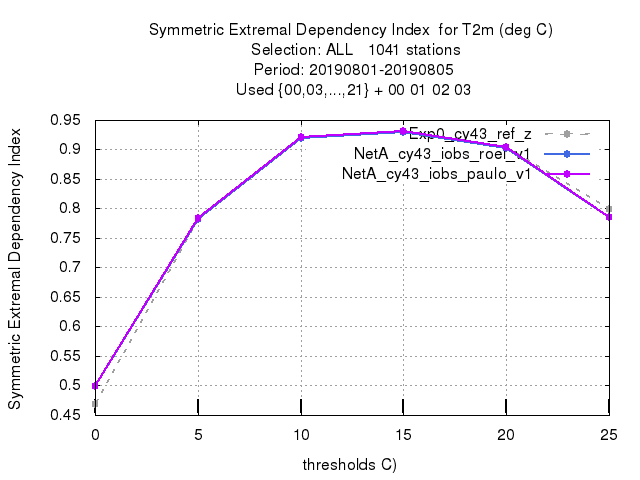 Symmetric Extremal Dependency Index for T2m (deg C)
Selection: ALL 1041 stations
Period: 20190801-20190805
Used {00,03,...,21} + 00 01 02 03
Symmetric Extremal Dependency Index
0.95
0.9
0.85
0.8
0.75
0.7
0.65
0.6
0.55
0.5
0.45
Exp0_cy43_ref_z
NetA_cy43_iobs_roel_v1
NetA_cy43_iobs_paulo_v1
0 5 10 15 20 25
thresholds C)